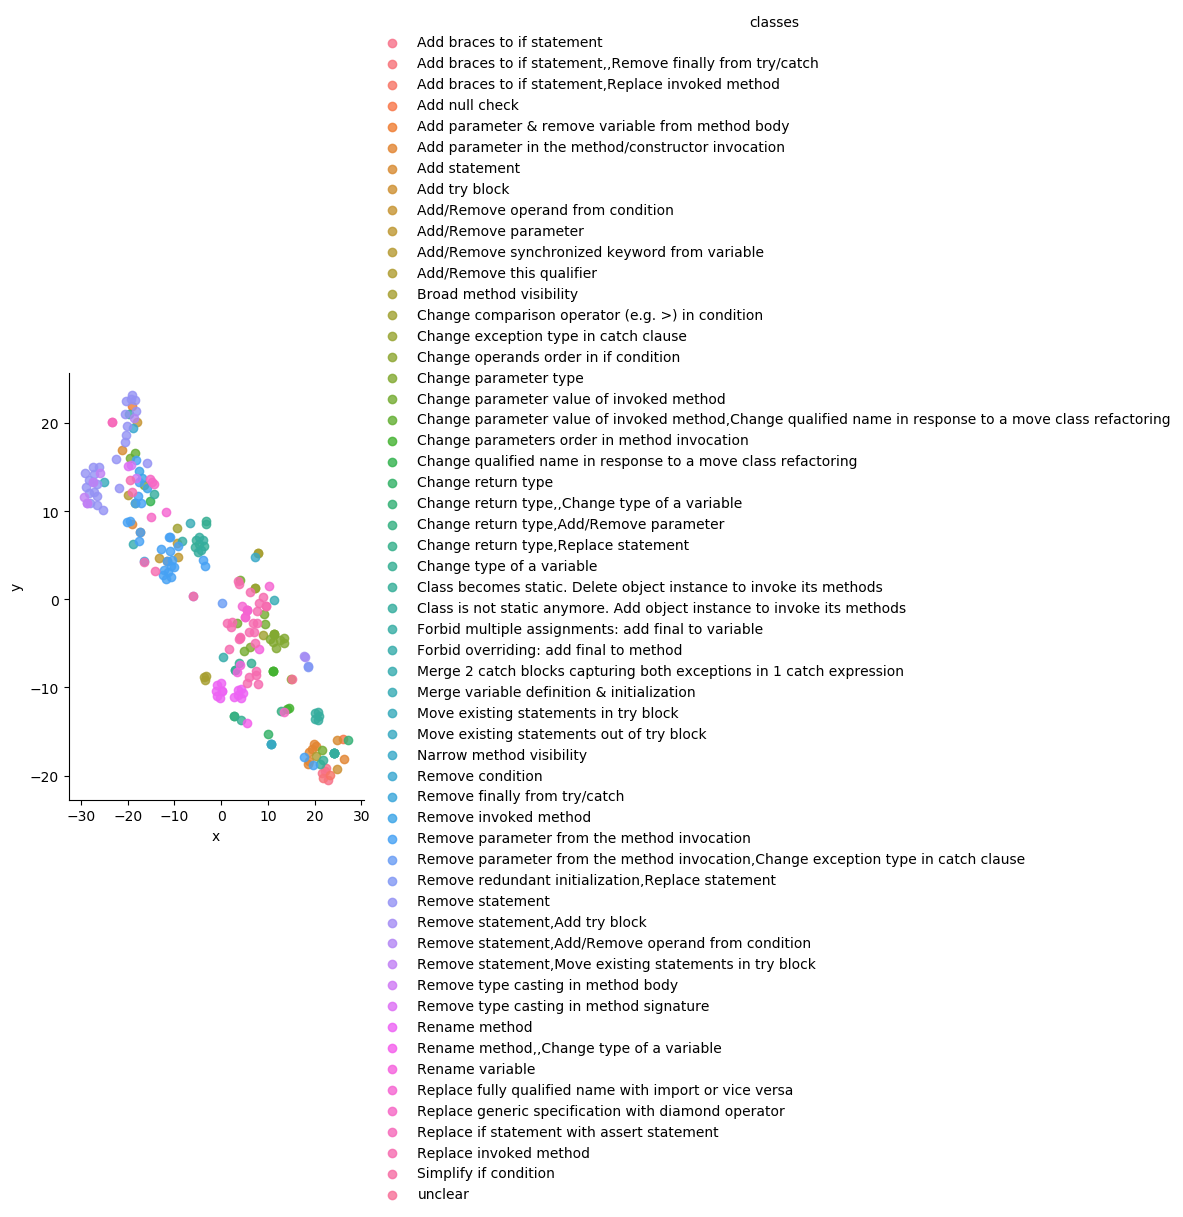 classes
Add braces to if statement
Add braces to if statement,,Remove finally from try/catch
Add braces to if statement,Replace invoked method
Add null check
Add parameter & remove variable from method body
Add parameter in the method/constructor invocation
Add statement
Add try block
Add/Remove operand from condition
Add/Remove parameter
Add/Remove synchronized keyword from variable
Add/Remove this qualifier
Broad method visibility
Change comparison operator (e.g. >) in condition
Change exception type in catch clause
Change operands order in if condition
Change parameter type
Change parameter value of invoked method
Change parameter value of invoked method,Change qualified name in response to a move class refactoring
Change parameters order in method invocation
Change qualified name in response to a move class refactoring
Change return type
Change return type,,Change type of a variable
Change return type,Add/Remove parameter
Change return type,Replace statement
Change type of a variable
Class becomes static. Delete object instance to invoke its methods
Class is not static anymore. Add object instance to invoke its methods
Forbid multiple assignments: add final to variable
Forbid overriding: add final to method
Merge 2 catch blocks capturing both exceptions in 1 catch expression
Merge variable definition & initialization
Move existing statements in try block
Move existing statements out of try block
Narrow method visibility
Remove condition
Remove finally from try/catch
Remove invoked method
Remove parameter from the method invocation
Remove parameter from the method invocation,Change exception type in catch clause
Remove redundant initialization,Replace statement
Remove statement
Remove statement,Add try block
Remove statement,Add/Remove operand from condition
Remove statement,Move existing statements in try block
Remove type casting in method body
Remove type casting in method signature
Rename method
Rename method,,Change type of a variable
Rename variable
Replace fully qualified name with import or vice versa
Replace generic specification with diamond operator
Replace if statement with assert statement
Replace invoked method
Simplify if condition
unclear
20
10
0
−10
−20
y
−30 −20 −10 0 10 20 30
x